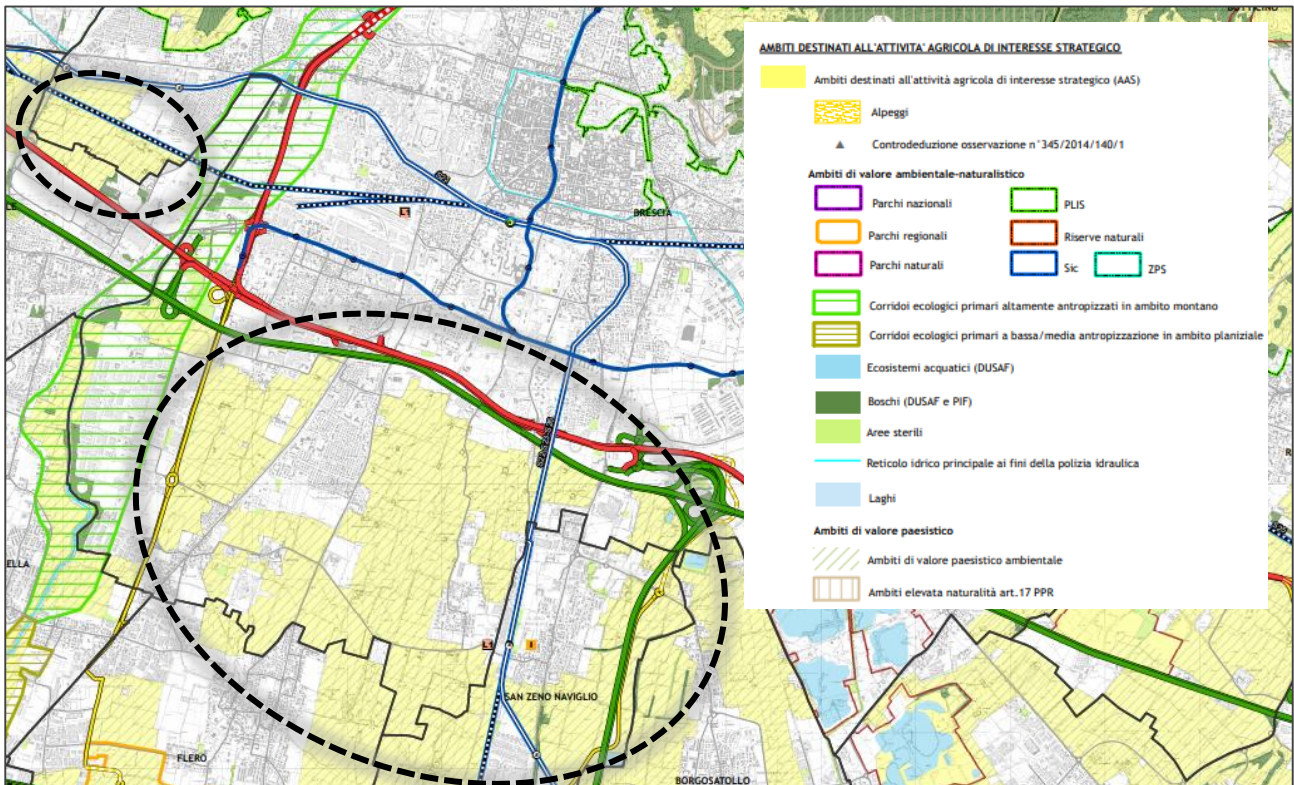 AMBITI DESTINATI ALL'ATTIVITA' AGRICOLA DI INTERESSE STRATEGICO
Ambiti destinati all'attività agricola di interesse strategico (AAS)
Alpeggi
Controdeduzione osservazione n°345/2014/140/1
Ambiti di valore ambientale-naturalistico
Parchi nazionali
PLIS
Parchi regionali
Riserve naturali
Parchi naturali
Sic
ZPS
Corridoi ecologici primari altamente antropizzati in ambito montano
Corridoi ecologici primari a bassa/media antropizzazione in ambito planiziale
Ecosistemi acquatici (DUSAF)
Boschi (DUSAF e PIF)
Aree sterili
Reticolo idrico principale ai fini della polizia idraulica
Laghi
Ambiti di valore paesistico
Ambiti di valore paesistico ambientale
Ambiti elevata naturalità art.17 PPR
BRESCIA
ELLA
SAN ZENO NAVIGLIO
FLERO
BORGOSATOLLO